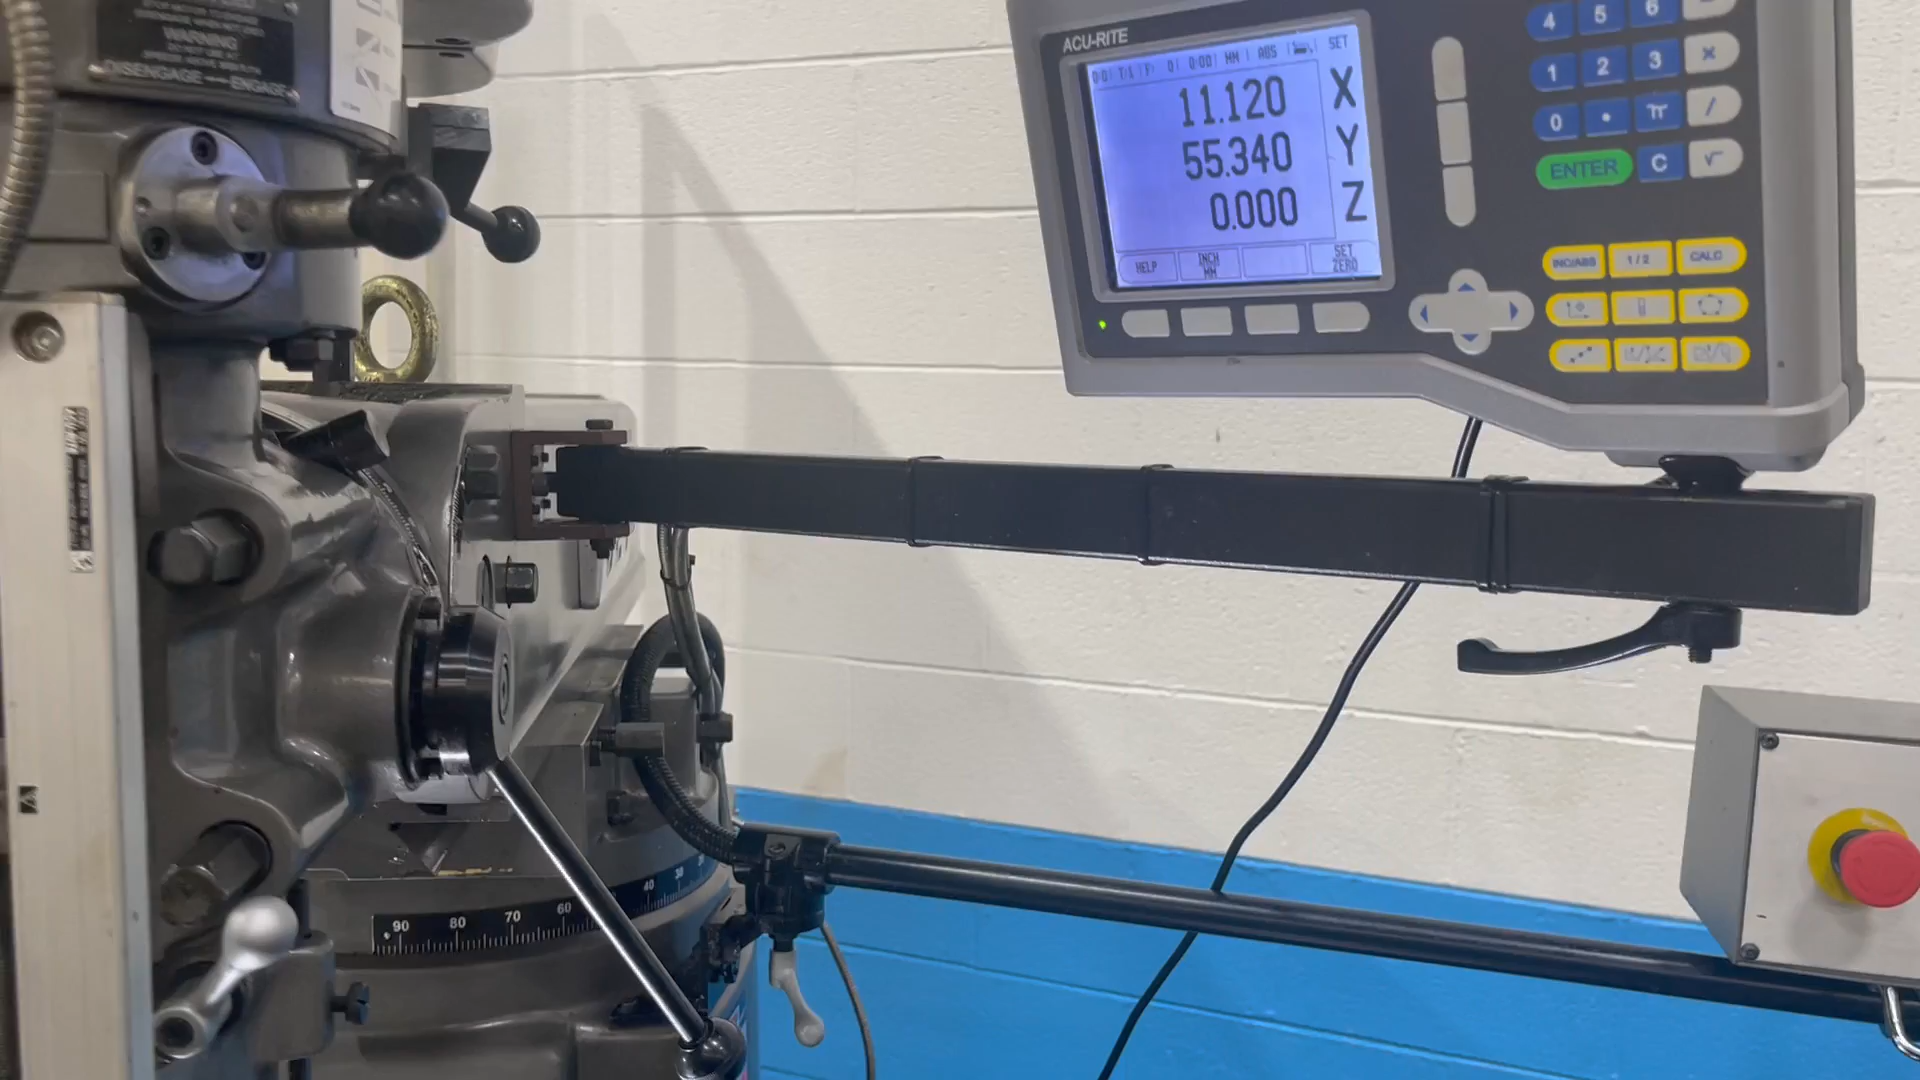 WARNING
DISENGAGE ENGAGE
ACU-RITE
MM ABS SET
11.120 X
55.340 Y
0.000 Z
HELP
INCH
MM
SET
ZERO
4 5 6
1 2 3 ×
0 . π /
ENTER C √
INC/ABS 1/2 CALC
90 80 70 60 40 30